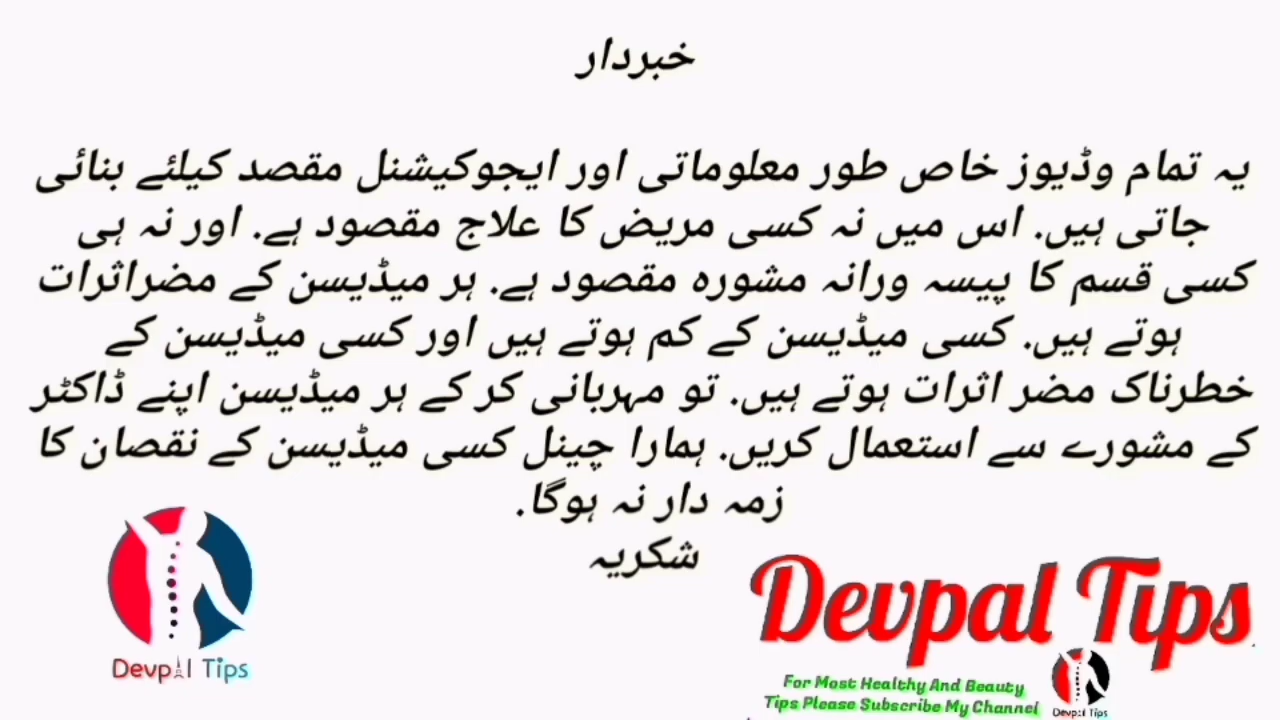 خبردار
یہ تمام وڈیوز خاص طور معلوماتی اور ایجوکیشنل مقصد کیلئے بنائی
جاتی ہیں. اس میں نہ کسی مریض کا علاج مقصود ہے. اور نہ ہی
کسی قسم کا پیسہ ورانہ مشورہ مقصود ہے. ہر میڈیسن کے مضراثرات
ہوتے ہیں. کسی میڈیسن کے کم ہوتے ہیں اور کسی میڈیسن کے
خطرناک مضر اثرات ہوتے ہیں. تو مہربانی کر کے ہر میڈیسن اپنے ڈاکٹر
کے مشورے سے استعمال کریں. ہمارا چینل کسی میڈیسن کے نقصان کا
زمہ دار نہ ہوگا.
شکریہ
Devpal Tips
Devpal Tips
For Most Healthy And Beauty
Tips Please Subscribe My Channel
Devpal Tips